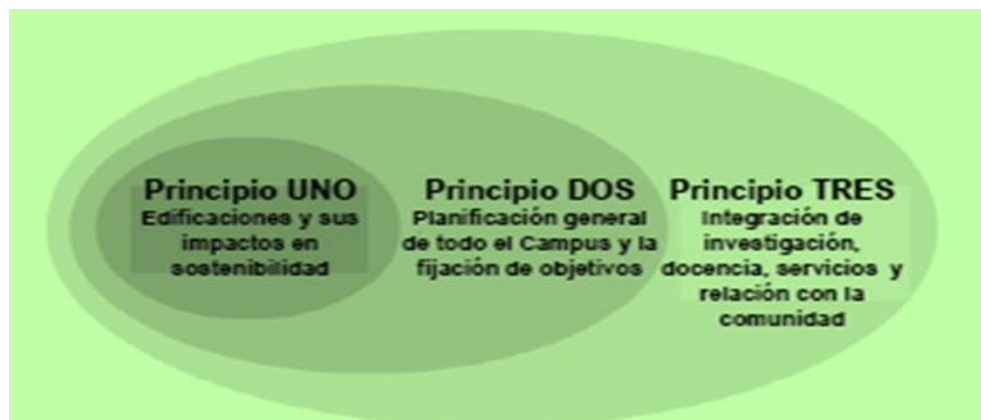 Principio UNO
Edificaciones y sus
impactos en
sostenibilidad
Principio DOS
Planificación general
de todo el Campus y la
fijación de objetivos
Principio TRES
Integración de
investigación,
docencia, servicios y
relación con la
comunidad